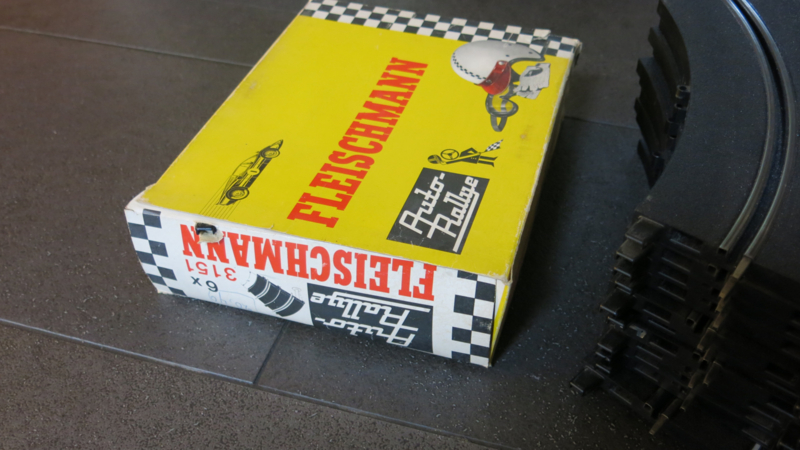 FLEISCHMANN
Auto-
Rallye
FLEISCHMANN
3151
6x
Auto-
Rallye